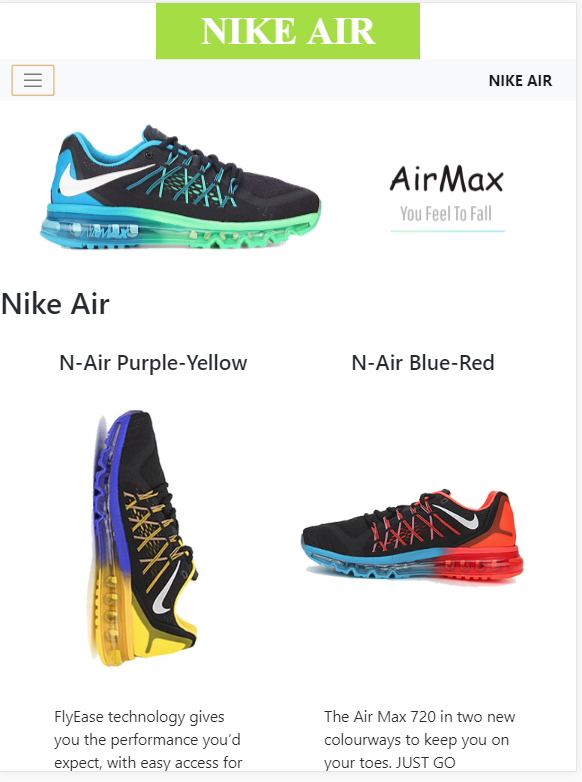 NIKE AIR
NIKE AIR
AirMax
You Feel To Fall
Nike Air
N-Air Purple-Yellow
N-Air Blue-Red
FlyEase technology gives
you the performance you’d
expect, with easy access for
The Air Max 720 in two new
colourways to keep you on
your toes. JUST GO